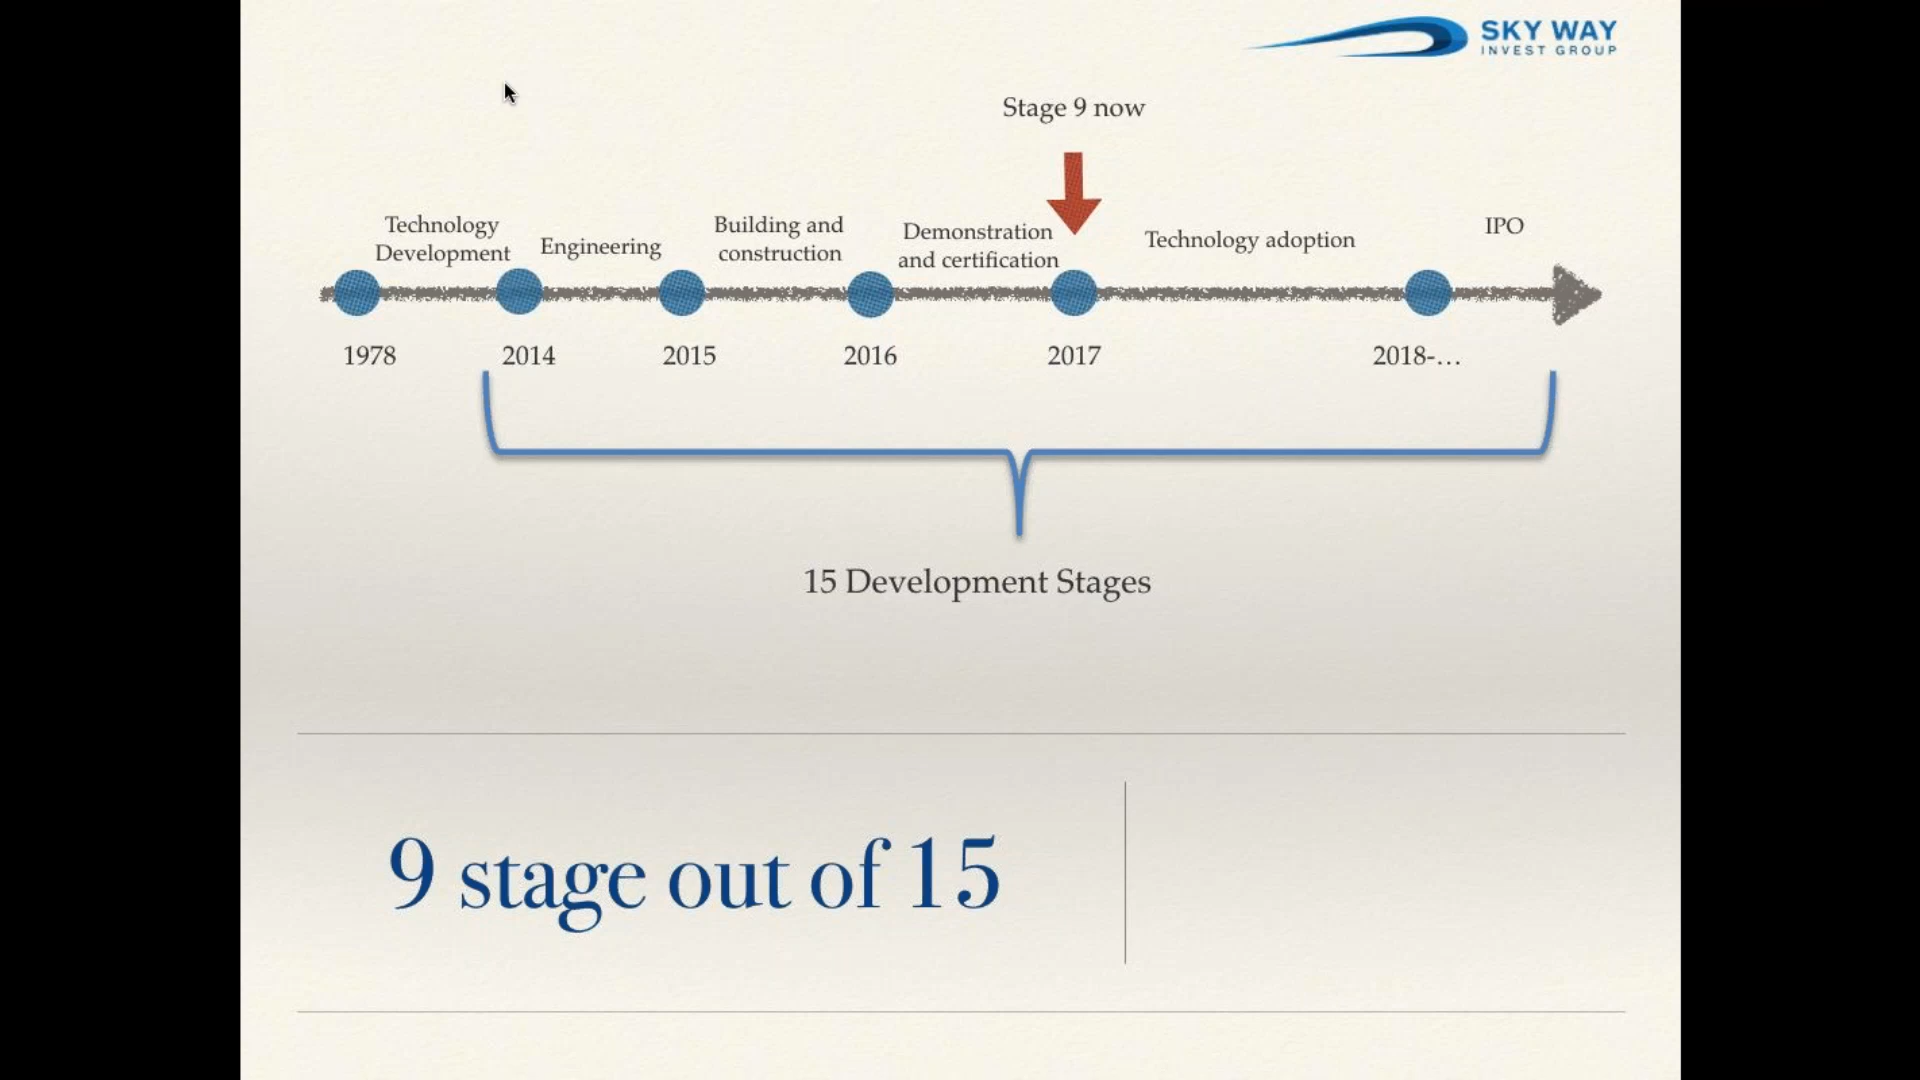 SKY WAY
INVEST GROUP
Stage 9 now
Technology
Development
Engineering
Building and
construction
Demonstration
and certification
Technology adoption
IPO
1978
2014
2015
2016
2017
2018-…
15 Development Stages
9 stage out of 15